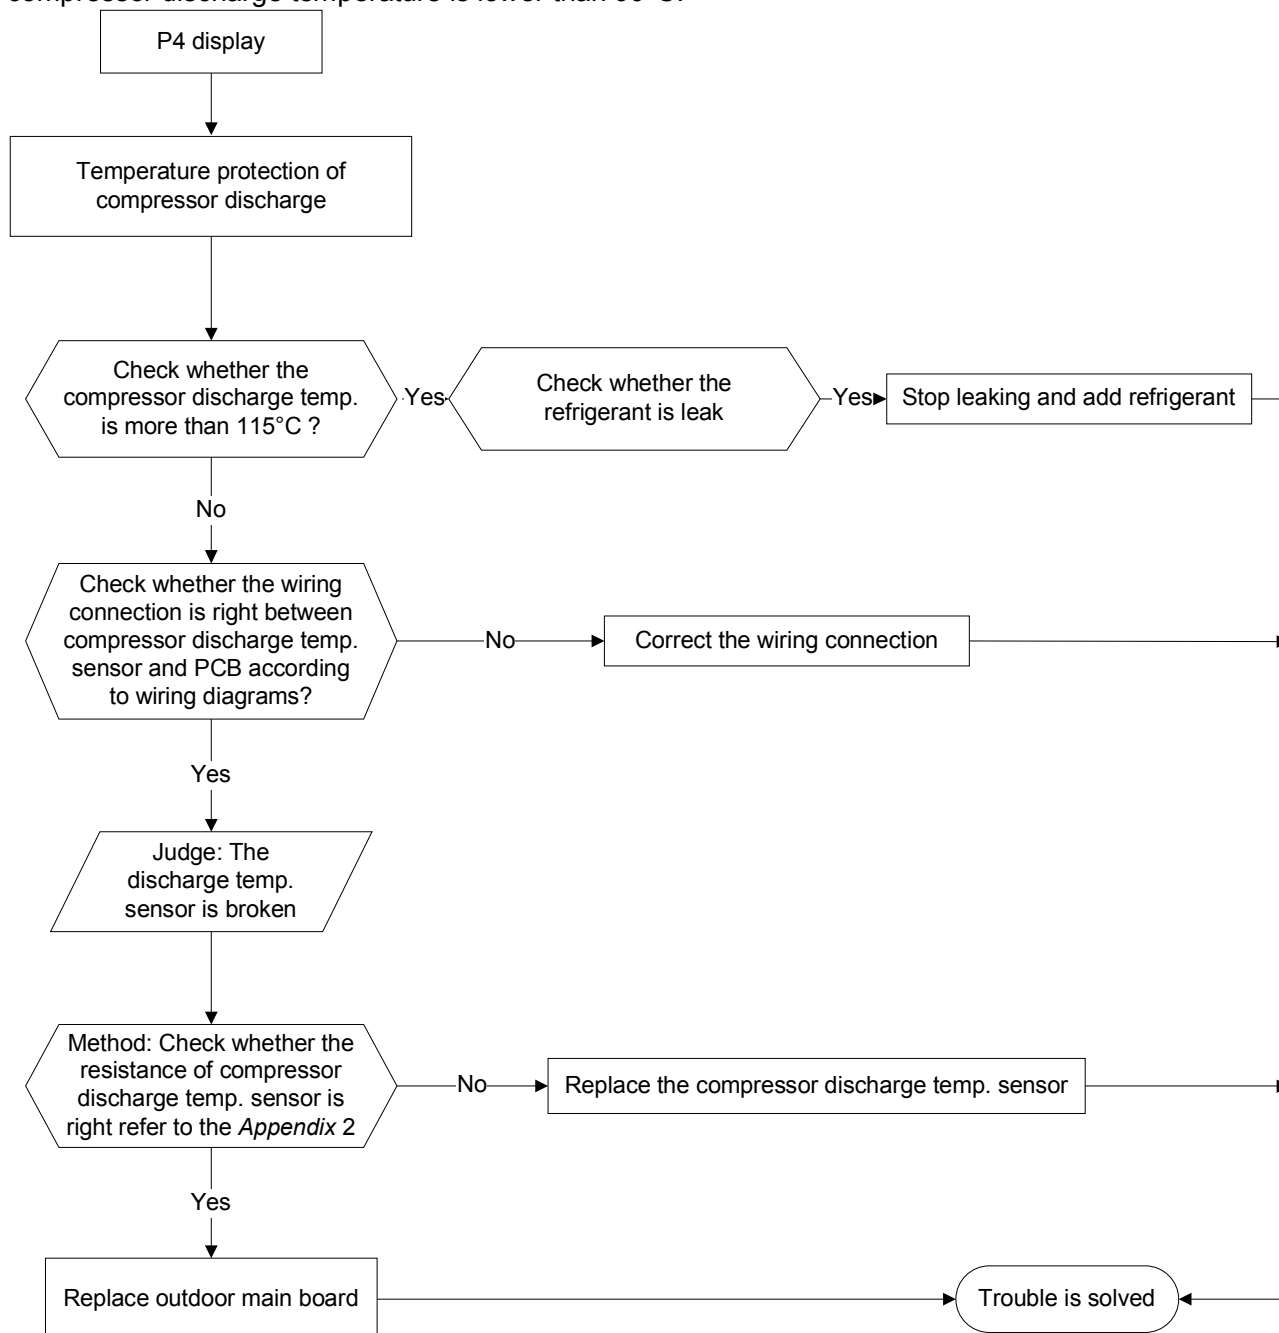 compressor discharge temperature is lower than 90°C.
P4 display
Temperature protection of
compressor discharge
Check whether the
compressor discharge temp.
is more than 115°C ?
Yes
Check whether the
refrigerant is leak
Yes
Stop leaking and add refrigerant
No
Check whether the wiring
connection is right between
compressor discharge temp.
sensor and PCB according
to wiring diagrams?
No
Correct the wiring connection
Yes
Judge: The
discharge temp.
sensor is broken
Method: Check whether the
resistance of compressor
discharge temp. sensor is
right refer to the Appendix 2
No
Replace the compressor discharge temp. sensor
Yes
Replace outdoor main board
Trouble is solved